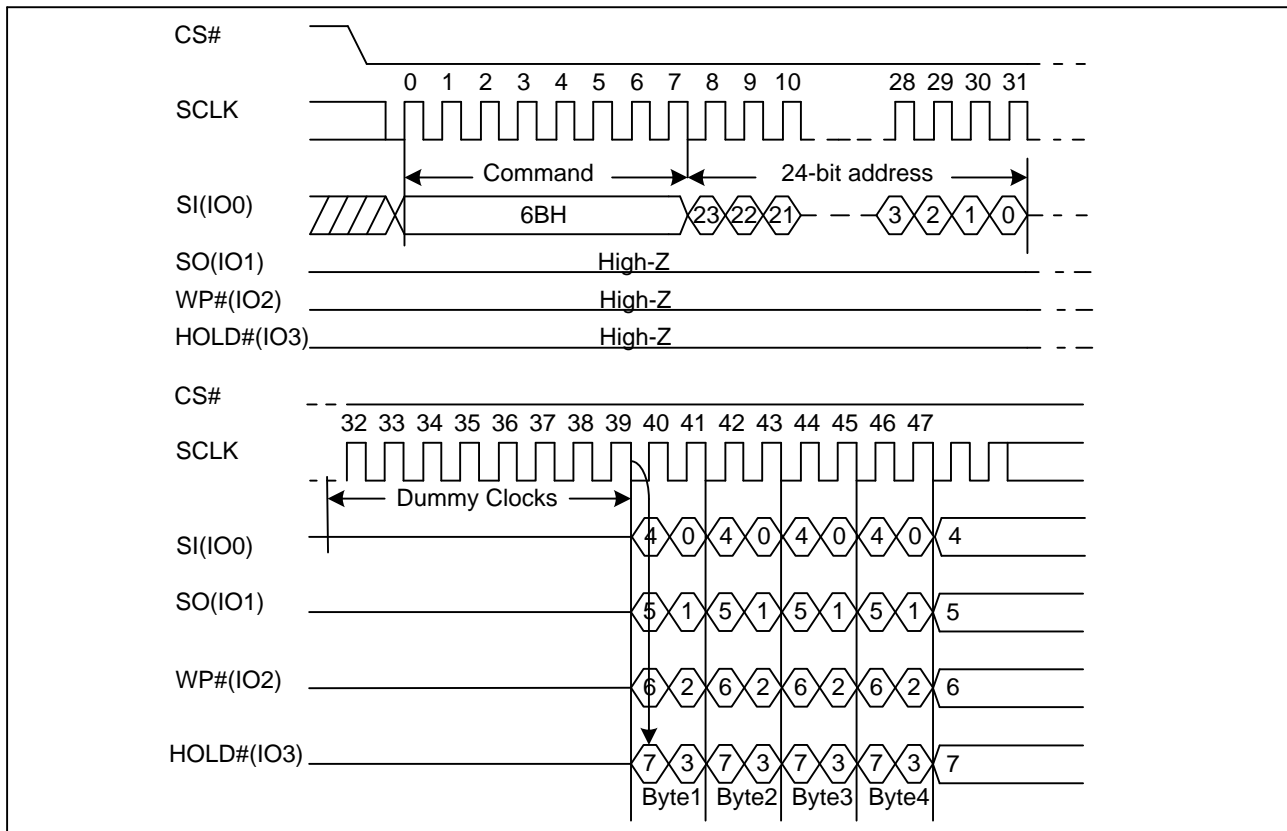 CS#
0 1 2 3 4 5 6 7 8 9 10 28 29 30 31
SCLK
Command 24-bit address
SI(IO0) 6BH 23 22 21 3 2 1 0
SO(IO1) High-Z
WP#(IO2) High-Z
HOLD#(IO3) High-Z
CS#
32 33 34 35 36 37 38 39 40 41 42 43 44 45 46 47
SCLK
Dummy Clocks
SI(IO0) 4 0 4 0 4 0 4 0 4
SO(IO1) 5 1 5 1 5 1 5 1 5
WP#(IO2) 6 2 6 2 6 2 6 2 6
HOLD#(IO3) 7 3 7 3 7 3 7 3 7
Byte1 Byte2 Byte3 Byte4